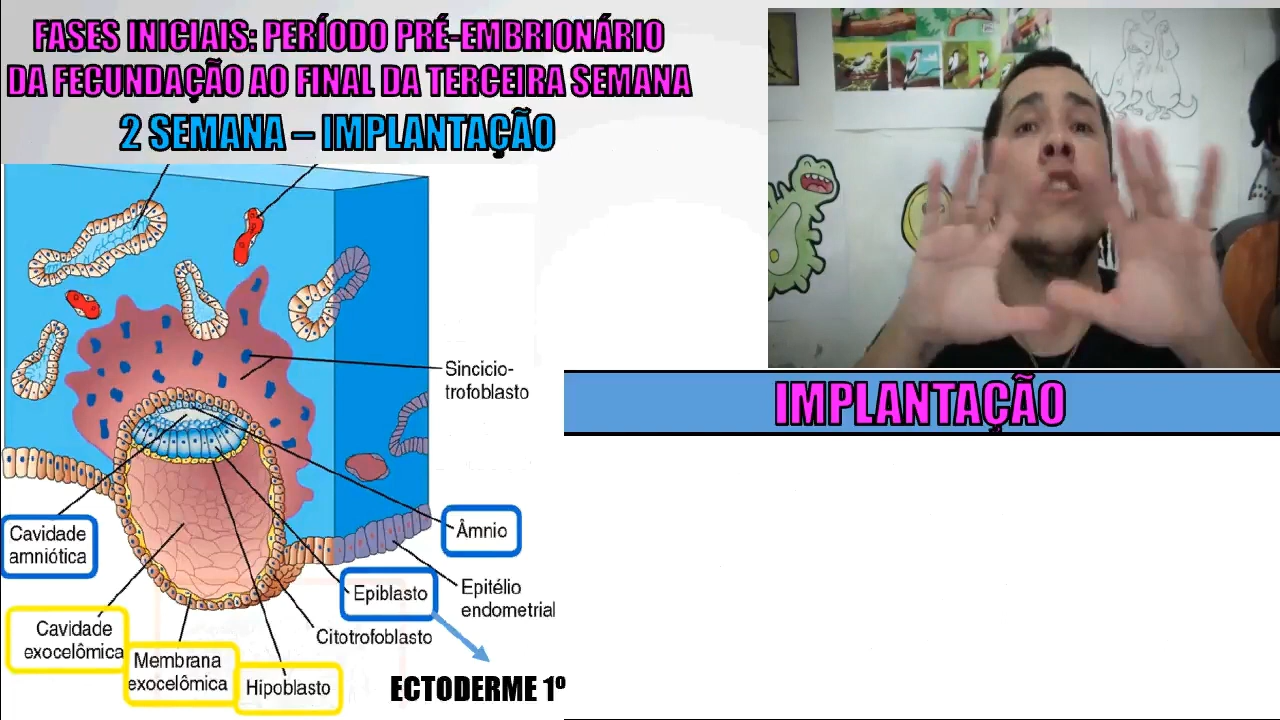 FASES INICIAIS: PERÍODO PRÉ-EMBRIONÁRIO
DA FECUNDAÇÃO AO FINAL DA TERCEIRA SEMANA
2 SEMANA – IMPLANTAÇÃO
IMPLANTAÇÃO
Sincicio-
trofoblasto
Cavidade
amniótica
Âmnio
Epiblasto
Epitélio
endometrial
Cavidade
exocelômica
Citotrofoblasto
Membrana
exocelômica
Hipoblasto
ECTODERME 1º